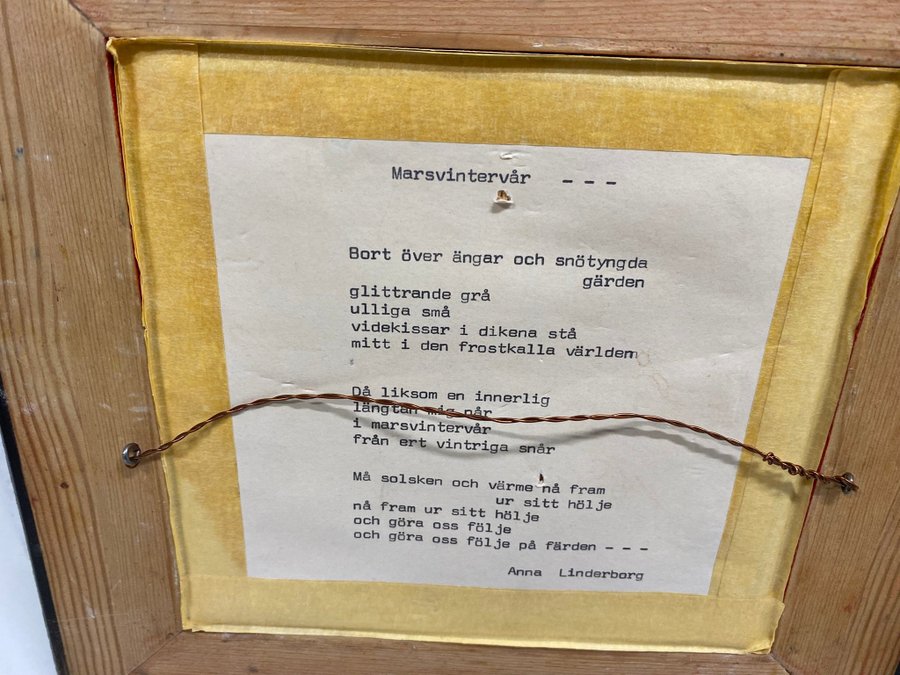 Marsvintervår - - -
Bort över ängar och snötyngda
gärden
glittrande grå
ulliga små
videkissar i dikena stå
mitt i den frostkalla världen
Då liksom en innerlig
längtan mig når
i marsvintervår
från ert vintriga snår
Må solsken och värme nå fram
ur sitt hölje
nå fram ur sitt hölje
och göra oss följe
och göra oss följe på färden - - -
Anna Linderborg